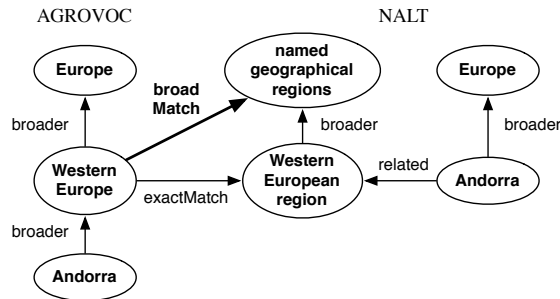 AGROVOC
NALT
Europe
named
geographical
regions
Europe
broad
Match
broader
broader
broader
Western
Europe
exactMatch
Western
European
region
related
Andorra
broader
Andorra